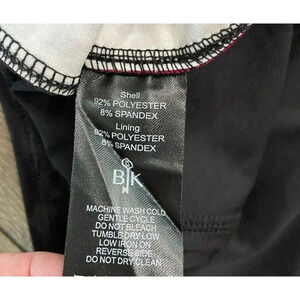 Shell
92% POLYESTER
8% SPANDEX
Lining
92% POLYESTER
8% SPANDEX
BJK
MACHINE WASH COLD
GENTLE CYCLE
DO NOT BLEACH
TUMBLE DRY LOW
LOW IRON ON
REVERSE SIDE
DO NOT DRY CLEAN